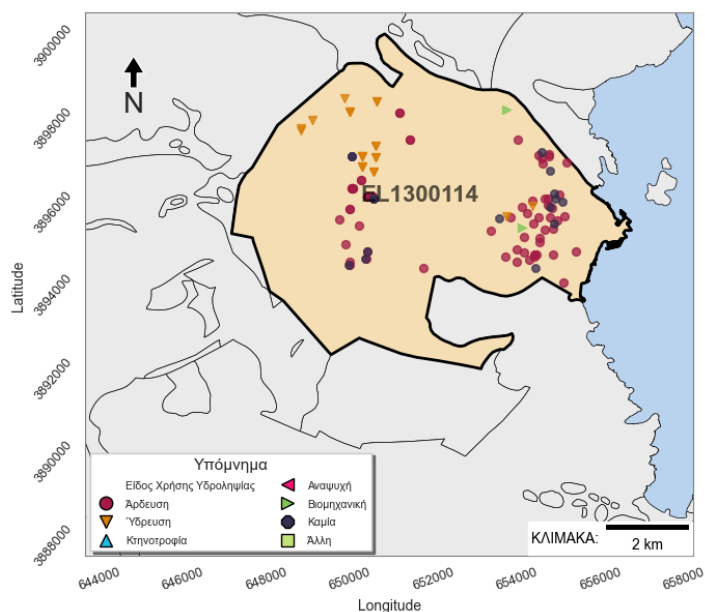 3900000
3898000
3896000
3894000
3892000
3890000
3888000
Latitude
N
EL1300114
Υπόμνημα
Είδος Χρήσης Υδροληψίας
Άρδευση
Ύδρευση
Κτηνοτροφία
Αναψυχή
Βιομηχανική
Καμία
Άλλη
ΚΛΙΜΑΚΑ:
2 km
644000 646000 648000 650000 652000 654000 656000 658000
Longitude